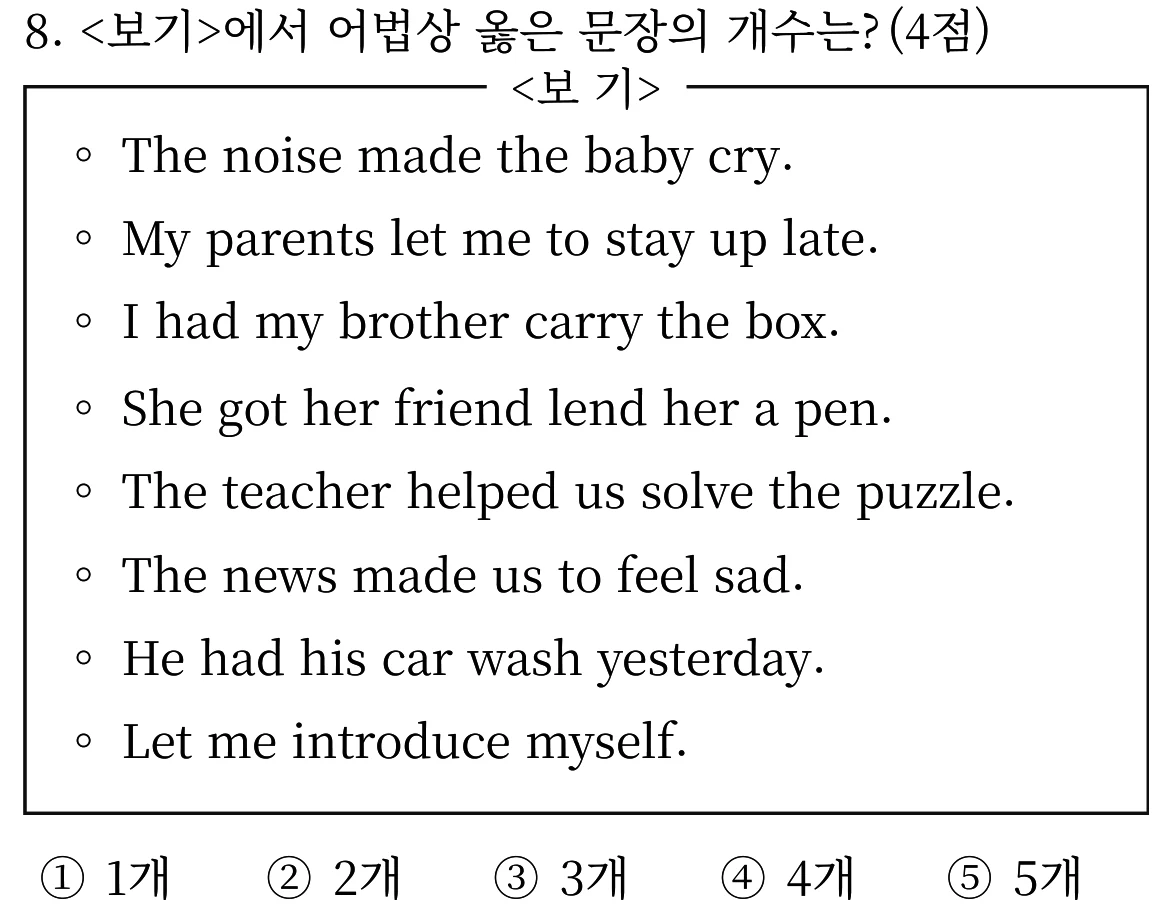 8. <보기>에서 어법상 옳은 문장의 개수는?(4점)
<보 기>
◦ The noise made the baby cry.
◦ My parents let me to stay up late.
◦ I had my brother carry the box.
◦ She got her friend lend her a pen.
◦ The teacher helped us solve the puzzle.
◦ The news made us to feel sad.
◦ He had his car wash yesterday.
◦ Let me introduce myself.
① 1개 ② 2개 ③ 3개 ④ 4개 ⑤ 5개